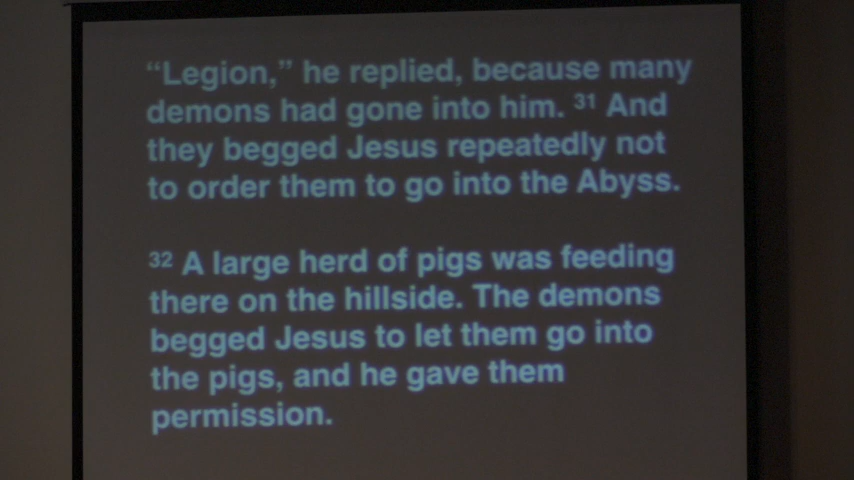 “Legion,” he replied, because many
demons had gone into him. 31 And
they begged Jesus repeatedly not
to order them to go into the Abyss.
32 A large herd of pigs was feeding
there on the hillside. The demons
begged Jesus to let them go into
the pigs, and he gave them
permission.